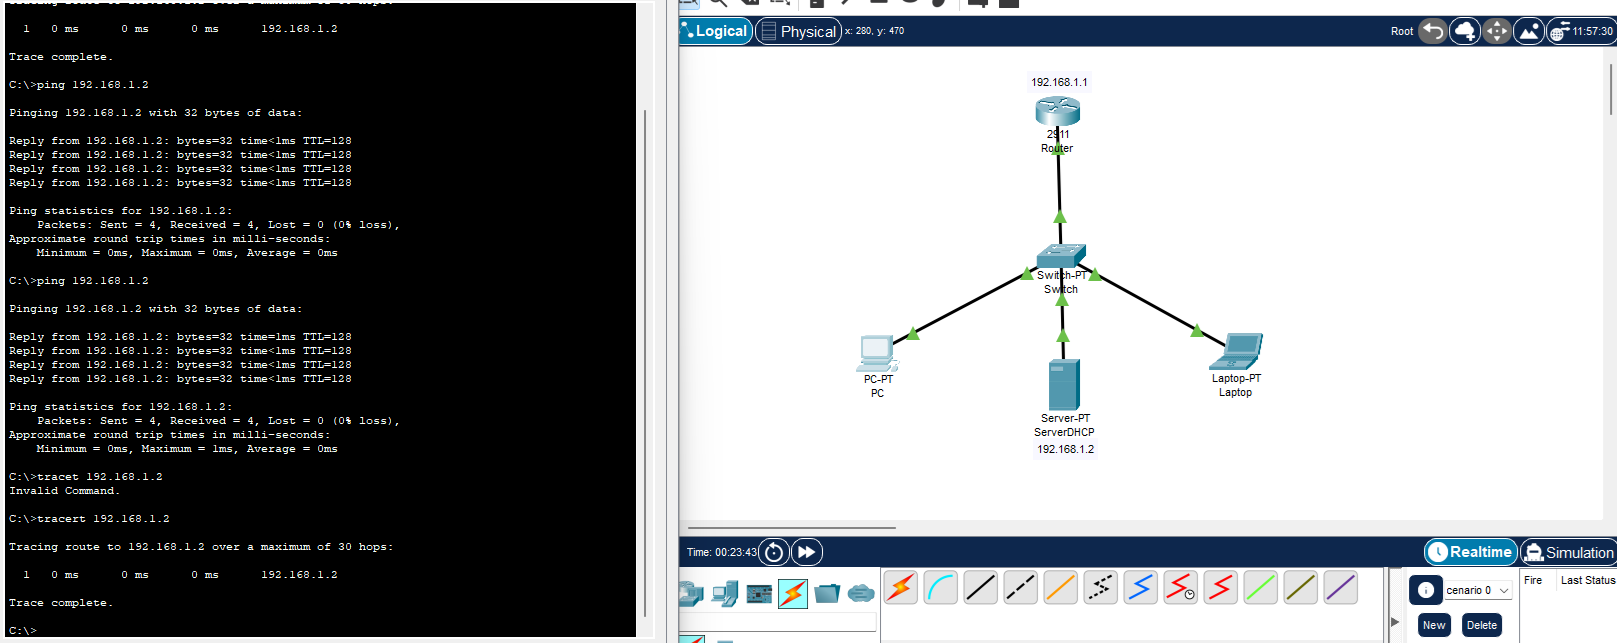 1   0 ms      0 ms      0 ms      192.168.1.2
Trace complete.
C:\>ping 192.168.1.2
Pinging 192.168.1.2 with 32 bytes of data:
Reply from 192.168.1.2: bytes=32 time<1ms TTL=128
Reply from 192.168.1.2: bytes=32 time<1ms TTL=128
Reply from 192.168.1.2: bytes=32 time<1ms TTL=128
Reply from 192.168.1.2: bytes=32 time<1ms TTL=128
Ping statistics for 192.168.1.2:
Packets: Sent = 4, Received = 4, Lost = 0 (0% loss),
Approximate round trip times in milli-seconds:
Minimum = 0ms, Maximum = 0ms, Average = 0ms
C:\>ping 192.168.1.2
Pinging 192.168.1.2 with 32 bytes of data:
Reply from 192.168.1.2: bytes=32 time=1ms TTL=128
Reply from 192.168.1.2: bytes=32 time<1ms TTL=128
Reply from 192.168.1.2: bytes=32 time<1ms TTL=128
Reply from 192.168.1.2: bytes=32 time<1ms TTL=128
Ping statistics for 192.168.1.2:
Packets: Sent = 4, Received = 4, Lost = 0 (0% loss),
Approximate round trip times in milli-seconds:
Minimum = 0ms, Maximum = 1ms, Average = 0ms
C:\>tracet 192.168.1.2
Invalid Command.
C:\>tracert 192.168.1.2
Tracing route to 192.168.1.2 over a maximum of 30 hops:
1   0 ms      0 ms      0 ms      192.168.1.2
Trace complete.
C:\>
Logical Physical x: 280, y: 470 Root 11:57:30
192.168.1.1
2911
Router
Switch-PT
Switch
PC-PT
PC
Laptop-PT
Laptop
Server-PT
ServerDHCP
192.168.1.2
Time: 00:23:43 Realtime Simulation
cenario 0
New Delete
Fire Last Status